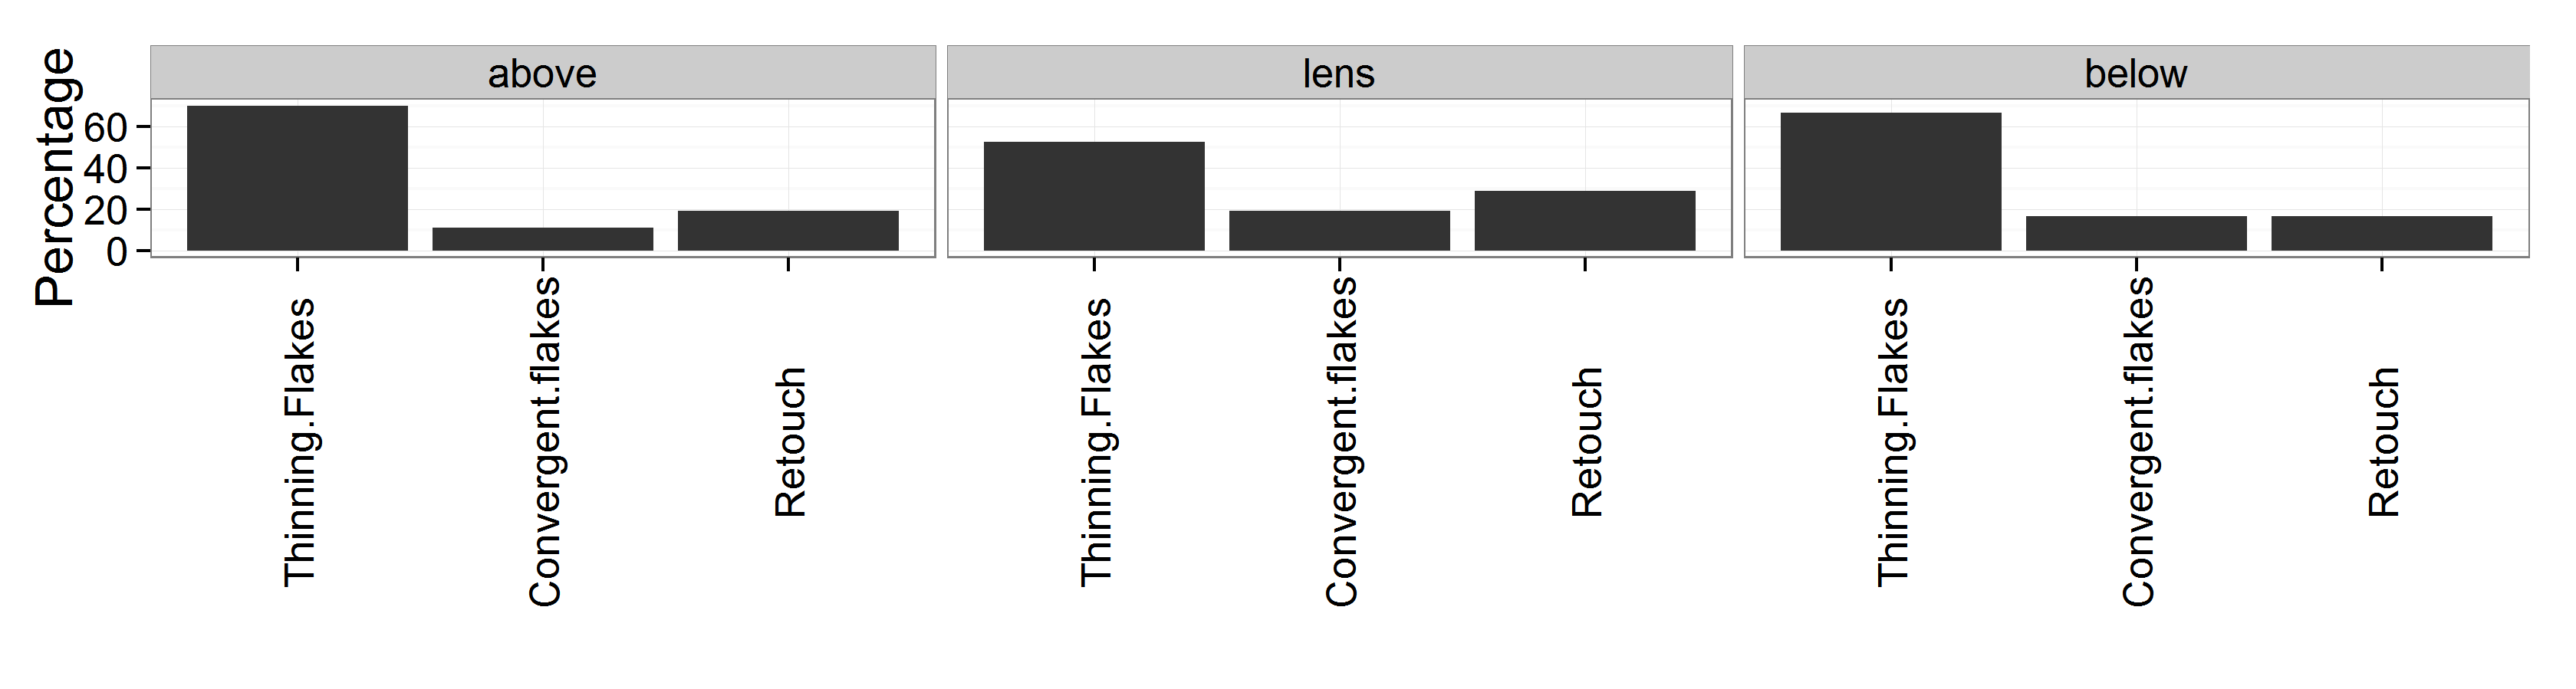 above
lens
below
Percentage
60
40
20
0
Thinning.Flakes
Convergent.flakes
Retouch
Thinning.Flakes
Convergent.flakes
Retouch
Thinning.Flakes
Convergent.flakes
Retouch